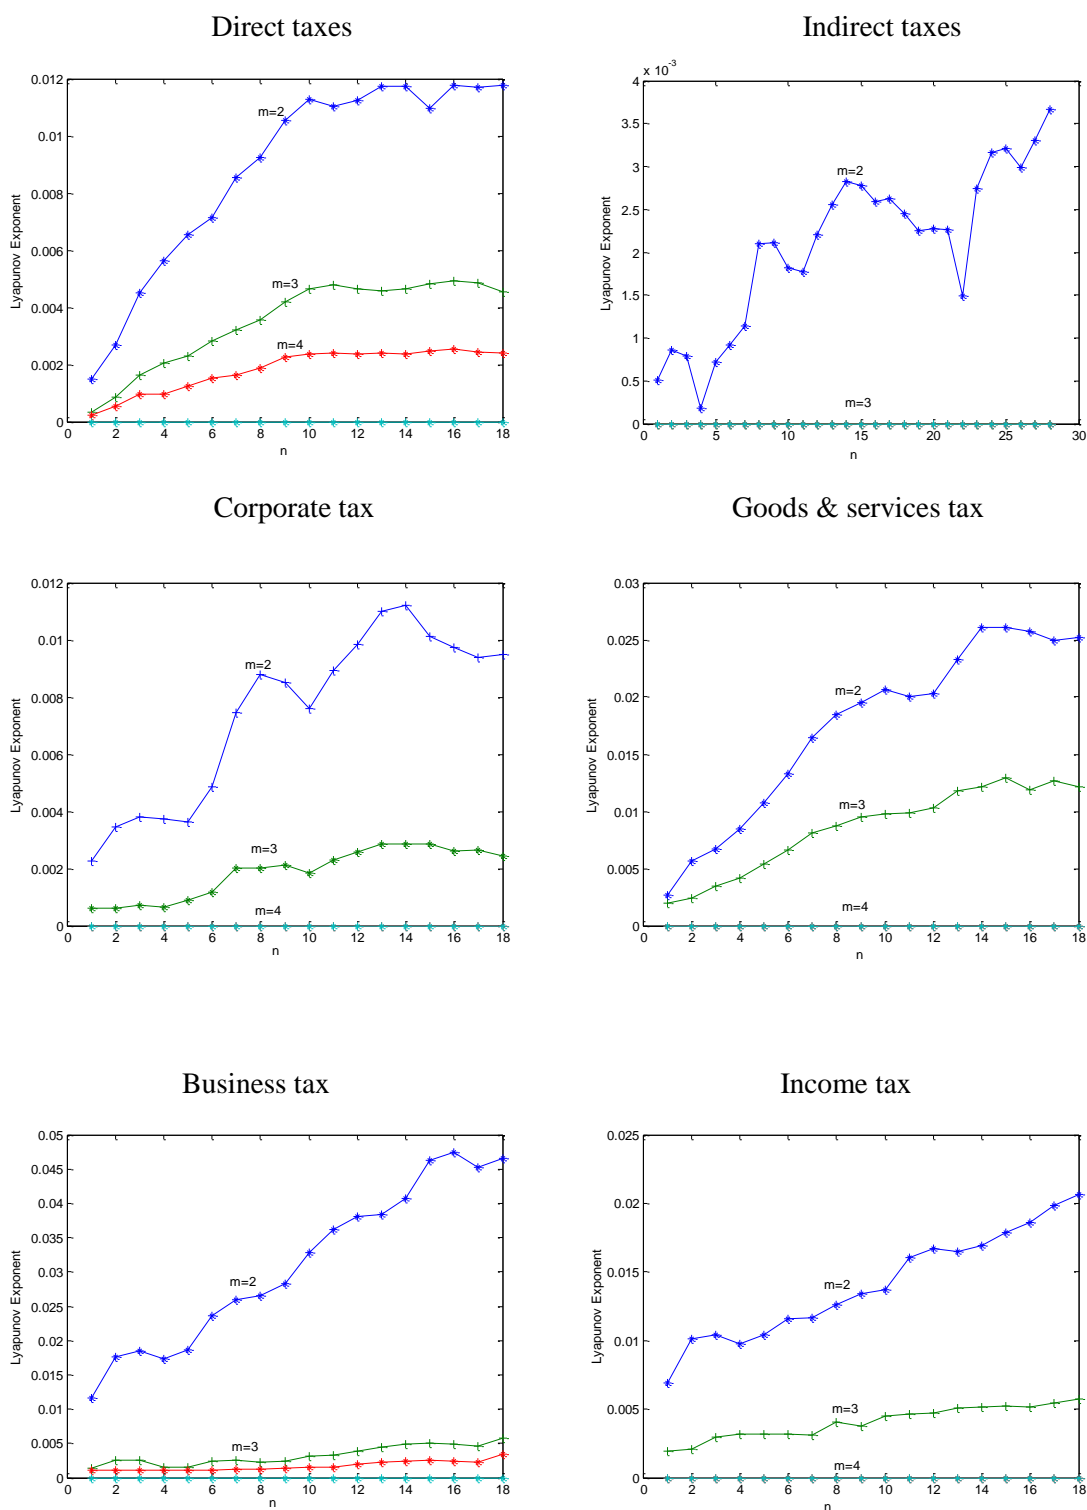 Direct taxes
Indirect taxes
0.012
0.01
0.008
0.006
0.004
0.002
0
Lyapunov Exponent
m=2
m=3
m=4
0 2 4 6 8 10 12 14 16 18
n
x 10-3
4
3.5
3
2.5
2
1.5
1
0.5
0
Lyapunov Exponent
m=2
m=3
0 5 10 15 20 25 30
n
Corporate tax
Goods & services tax
0.012
0.01
0.008
0.006
0.004
0.002
0
Lyapunov Exponent
m=2
m=3
m=4
0 2 4 6 8 10 12 14 16 18
n
0.03
0.025
0.02
0.015
0.01
0.005
0
Lyapunov Exponent
m=2
m=3
m=4
0 2 4 6 8 10 12 14 16 18
n
Business tax
Income tax
0.05
0.045
0.04
0.035
0.03
0.025
0.02
0.015
0.01
0.005
0
Lyapunov Exponent
m=2
m=3
0 2 4 6 8 10 12 14 16 18
n
0.025
0.02
0.015
0.01
0.005
0
Lyapunov Exponent
m=2
m=3
m=4
0 2 4 6 8 10 12 14 16 18
n